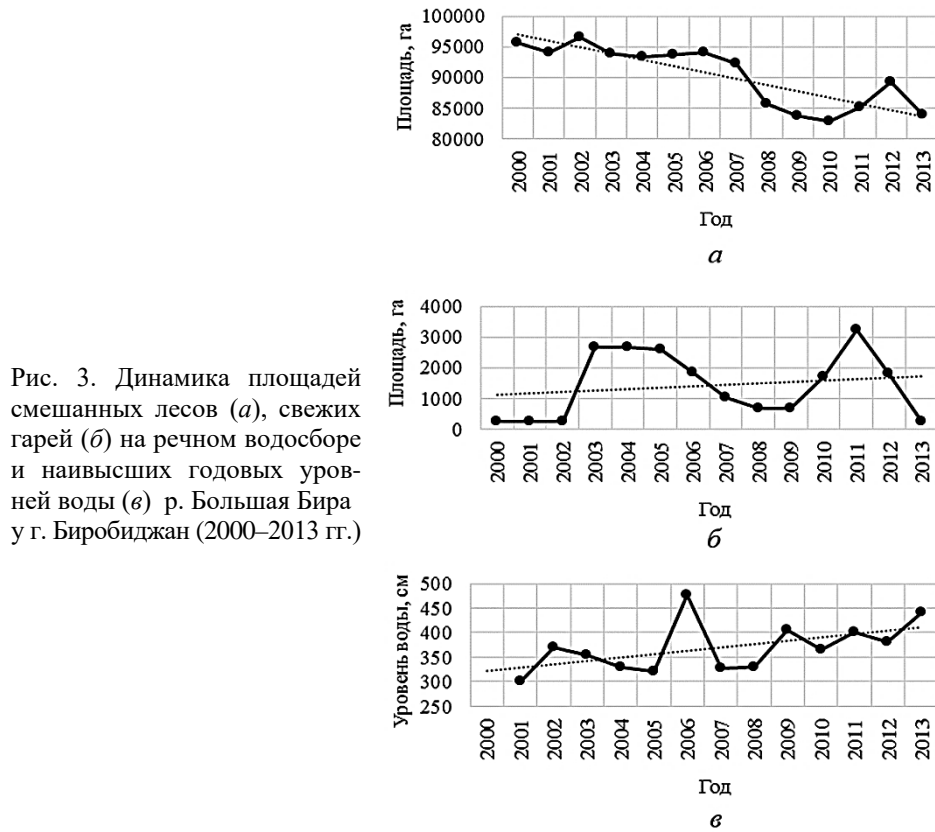 100000
95000
90000
85000
80000
Площадь, га
2000 2001 2002 2003 2004 2005 2006 2007 2008 2009 2010 2011 2012 2013
Год
а
4000
3000
2000
1000
0
Площадь, га
2000 2001 2002 2003 2004 2005 2006 2007 2008 2009 2010 2011 2012 2013
Год
б
Рис. 3. Динамика площадей
смешанных лесов (а), свежих
гарей (б) на речном водосборе
и наивысших годовых уров-
ней воды (в) р. Большая Бира
у г. Биробиджан (2000–2013 гг.)
500
450
400
350
300
250
Уровень воды, см
2000 2001 2002 2003 2004 2005 2006 2007 2008 2009 2010 2011 2012 2013
Год
в